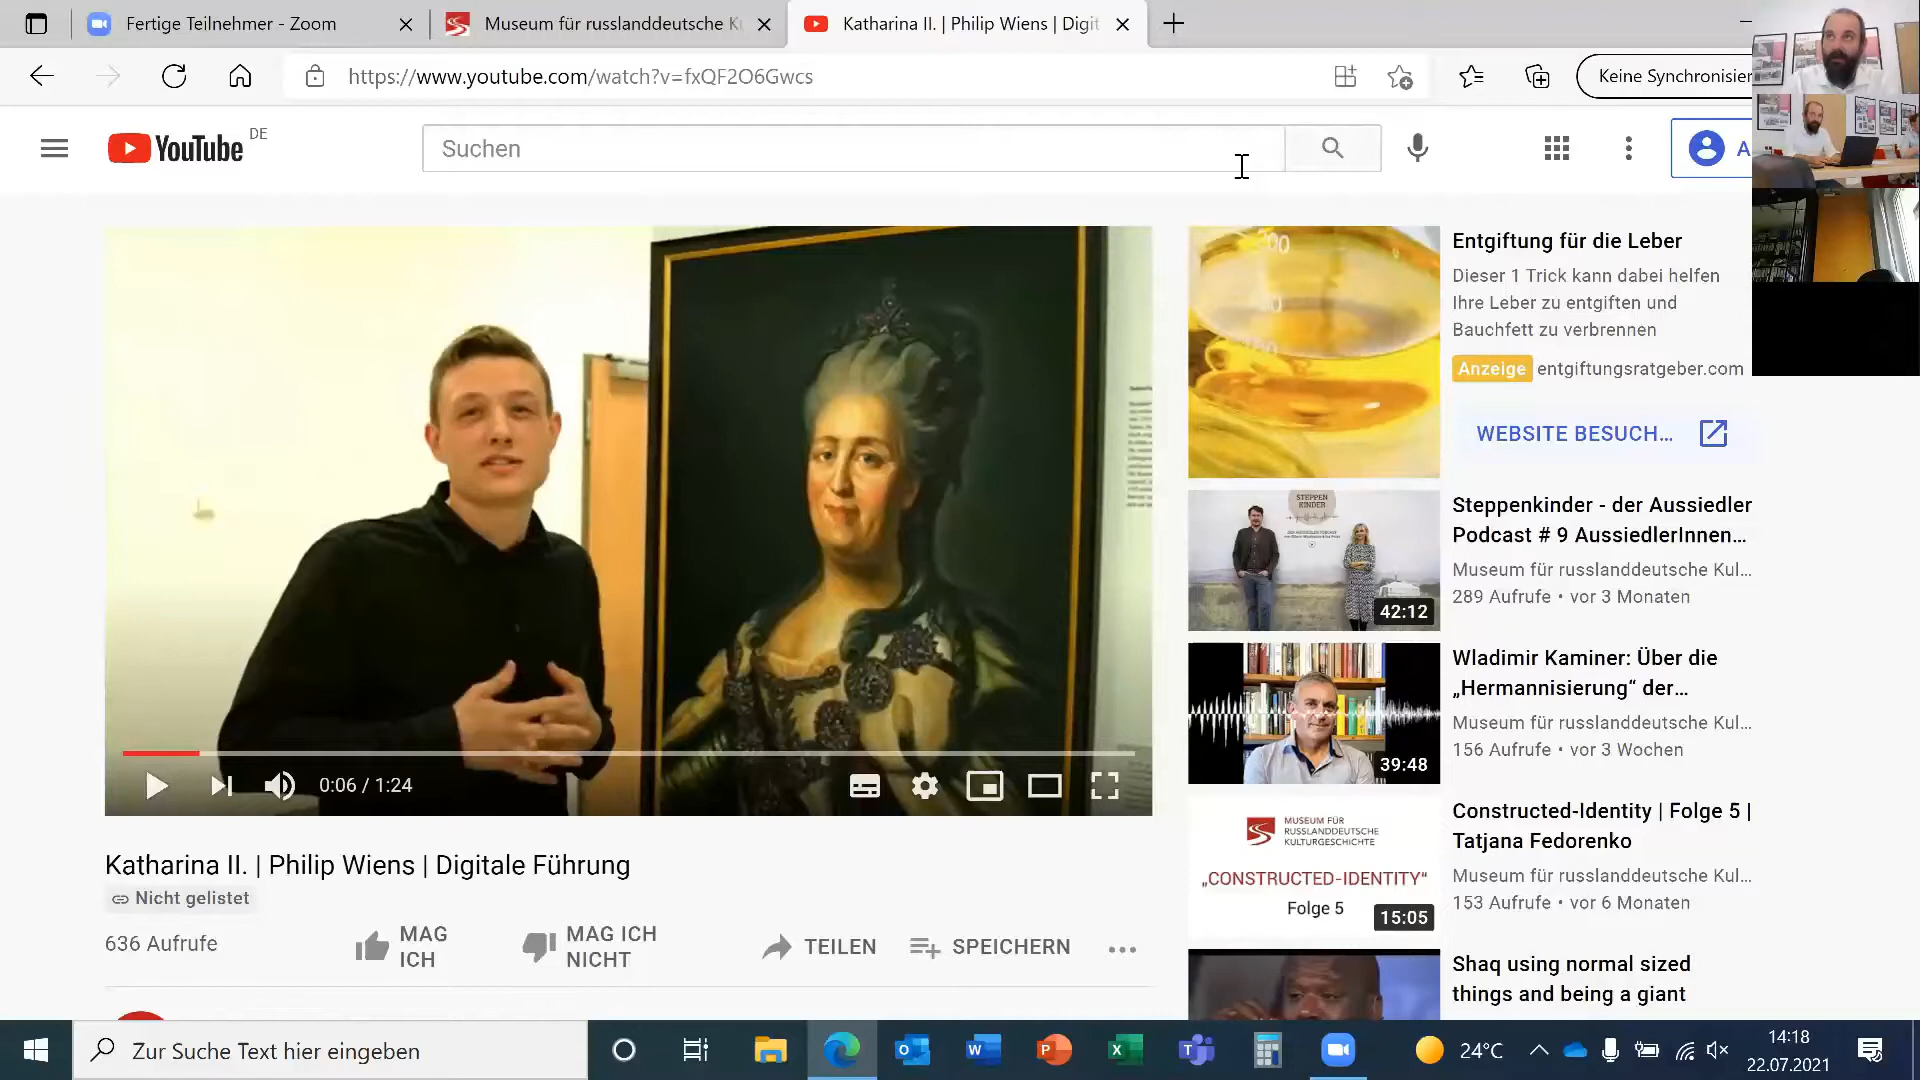 Fertige Teilnehmer - Zoom
Museum für russlanddeutsche Ku
Katharina II. | Philip Wiens | Digit
https://www.youtube.com/watch?v=fxQF2O6Gwcs
Keine Synchronisier
YouTube DE
Suchen
A
Entgiftung für die Leber
Dieser 1 Trick kann dabei helfen
Ihre Leber zu entgiften und
Bauchfett zu verbrennen
Anzeige entgiftungsratgeber.com
WEBSITE BESUCH...
STEPPEN
KINDER
42:12
Steppenkinder - der Aussiedler
Podcast # 9 AussiedlerInnen...
Museum für russlanddeutsche Kul...
289 Aufrufe • vor 3 Monaten
39:48
Wladimir Kaminer: Über die
„Hermannisierung“ der...
Museum für russlanddeutsche Kul...
156 Aufrufe • vor 3 Wochen
MUSEUM FÜR
RUSSLANDDEUTSCHE
KULTURGESCHICHTE
„CONSTRUCTED-IDENTITY“
Folge 5
15:05
Constructed-Identity | Folge 5 |
Tatjana Fedorenko
Museum für russlanddeutsche Kul...
153 Aufrufe • vor 6 Monaten
Shaq using normal sized
things and being a giant
0:06 / 1:24
Katharina II. | Philip Wiens | Digitale Führung
Nicht gelistet
636 Aufrufe
MAG
ICH
MAG ICH
NICHT
TEILEN
SPEICHERN
Zur Suche Text hier eingeben
24°C
14:18
22.07.2021